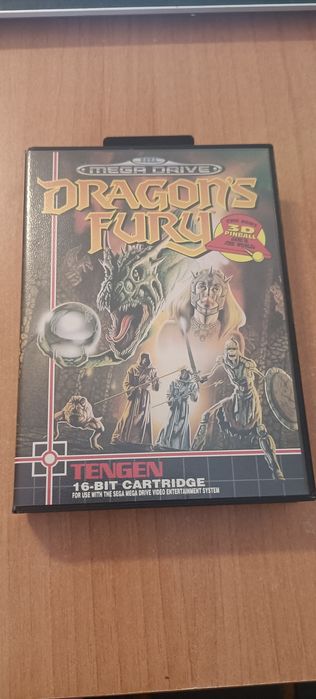 SEGA
MEGA DRIVE
DRAGON'S
FURY
3D
PINBALL
TENGEN
16-BIT CARTRIDGE
FOR USE WITH THE SEGA MEGA DRIVE VIDEO ENTERTAINMENT SYSTEM